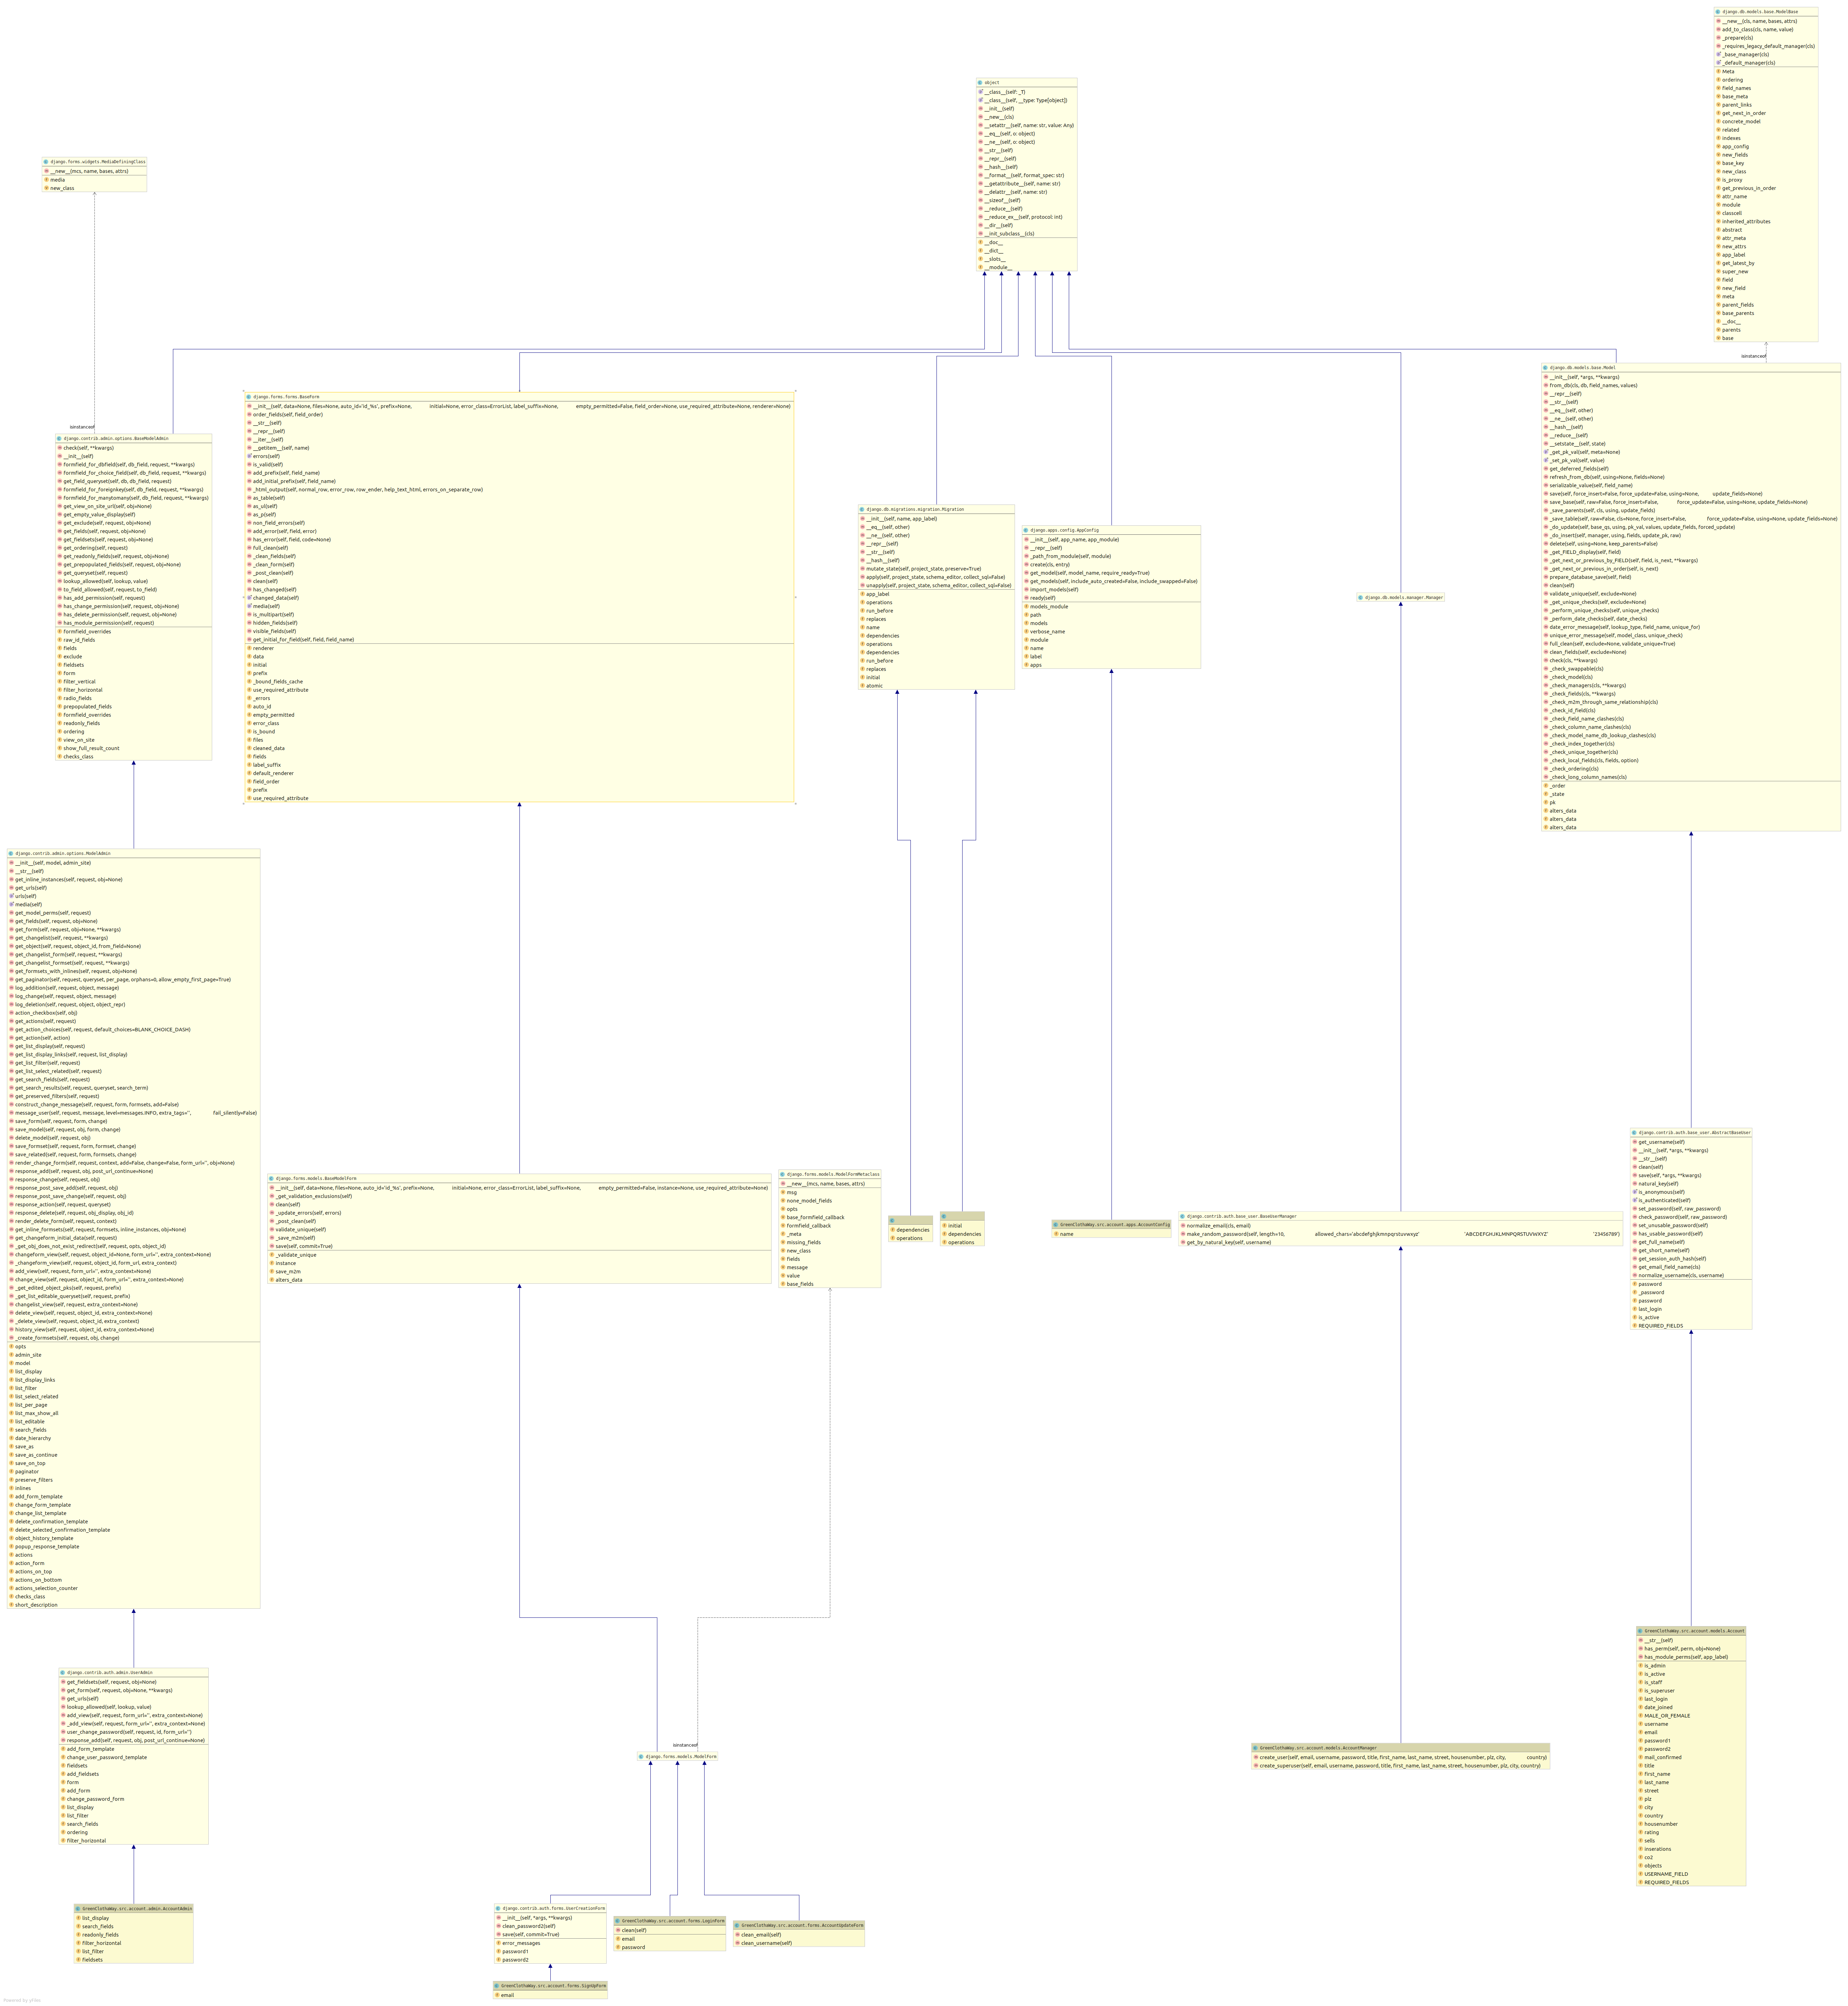 django.db.models.base.ModelBase
__new__(cls, name, bases, attrs)
add_to_class(cls, name, value)
_prepare(cls)
_requires_legacy_default_manager(cls)
_base_manager(cls)
_default_manager(cls)
Meta
ordering
field_names
base_meta
parent_links
get_next_in_order
concrete_model
related
indexes
app_config
new_fields
base_key
new_class
is_proxy
get_previous_in_order
attr_name
module
classcell
inherited_attributes
abstract
attr_meta
new_attrs
app_label
get_latest_by
super_new
field
new_field
meta
parent_fields
base_parents
__doc__
parents
base
object
__class__(self: _T)
__class__(self, __type: Type[object])
__init__(self)
__new__(cls)
__setattr__(self, name: str, value: Any)
__eq__(self, o: object)
__ne__(self, o: object)
__str__(self)
__repr__(self)
__hash__(self)
__format__(self, format_spec: str)
__getattribute__(self, name: str)
__delattr__(self, name: str)
__sizeof__(self)
__reduce__(self)
__reduce_ex__(self, protocol: int)
__dir__(self)
__init_subclass__(cls)
__doc__
__dict__
__slots__
__module__
django.forms.widgets.MediaDefiningClass
__new__(mcs, name, bases, attrs)
media
new_class
isinstanceof
isinstanceof
django.db.models.base.Model
__init__(self, *args, **kwargs)
from_db(cls, db, field_names, values)
__repr__(self)
__str__(self)
__eq__(self, other)
__ne__(self, other)
__hash__(self)
__reduce__(self)
__setstate__(self, state)
_get_pk_val(self, meta=None)
_set_pk_val(self, value)
get_deferred_fields(self)
refresh_from_db(self, using=None, fields=None)
serializable_value(self, field_name)
save(self, force_insert=False, force_update=False, using=None, update_fields=None)
save_base(self, raw=False, force_insert=False, force_update=False, using=None, update_fields=None)
_save_parents(self, cls, using, update_fields)
_save_table(self, raw=False, cls=None, force_insert=False, force_update=False, using=None, update_fields=None)
_do_update(self, base_qs, using, pk_val, values, update_fields, forced_update)
_do_insert(self, manager, using, fields, update_pk, raw)
delete(self, using=None, keep_parents=False)
_get_FIELD_display(self, field)
_get_next_or_previous_by_FIELD(self, field, is_next, **kwargs)
_get_next_or_previous_in_order(self, is_next)
prepare_database_save(self, field)
clean(self)
validate_unique(self, exclude=None)
_get_unique_checks(self, exclude=None)
_perform_unique_checks(self, unique_checks)
_perform_date_checks(self, date_checks)
date_error_message(self, lookup_type, field_name, unique_for)
unique_error_message(self, model_class, unique_check)
full_clean(self, exclude=None, validate_unique=True)
clean_fields(self, exclude=None)
check(cls, **kwargs)
_check_swappable(cls)
_check_model(cls)
_check_managers(cls, **kwargs)
_check_fields(cls, **kwargs)
_check_m2m_through_same_relationship(cls)
_check_id_field(cls)
_check_field_name_clashes(cls)
_check_column_name_clashes(cls)
_check_model_name_db_lookup_clashes(cls)
_check_index_together(cls)
_check_unique_together(cls)
_check_local_fields(cls, fields, option)
_check_ordering(cls)
_check_long_column_names(cls)
_order
_state
pk
alters_data
alters_data
alters_data
django.forms.forms.BaseForm
__init__(self, data=None, files=None, auto_id='id_%s', prefix=None, initial=None, error_class=ErrorList, label_suffix=None, empty_permitted=False, field_order=None, use_required_attribute=None, renderer=None)
order_fields(self, field_order)
__str__(self)
__repr__(self)
__iter__(self)
__getitem__(self, name)
errors(self)
is_valid(self)
add_prefix(self, field_name)
add_initial_prefix(self, field_name)
_html_output(self, normal_row, error_row, row_ender, help_text_html, errors_on_separate_row)
as_table(self)
as_ul(self)
as_p(self)
non_field_errors(self)
add_error(self, field, error)
has_error(self, field, code=None)
full_clean(self)
_clean_fields(self)
_clean_form(self)
_post_clean(self)
clean(self)
has_changed(self)
changed_data(self)
media(self)
is_multipart(self)
hidden_fields(self)
visible_fields(self)
get_initial_for_field(self, field, field_name)
renderer
data
initial
prefix
_bound_fields_cache
use_required_attribute
_errors
auto_id
empty_permitted
error_class
is_bound
files
cleaned_data
fields
label_suffix
default_renderer
field_order
prefix
use_required_attribute
django.contrib.admin.options.BaseModelAdmin
check(self, **kwargs)
__init__(self)
formfield_for_dbfield(self, db_field, request, **kwargs)
formfield_for_choice_field(self, db_field, request, **kwargs)
get_field_queryset(self, db, db_field, request)
formfield_for_foreignkey(self, db_field, request, **kwargs)
formfield_for_manytomany(self, db_field, request, **kwargs)
get_view_on_site_url(self, obj=None)
get_empty_value_display(self)
get_exclude(self, request, obj=None)
get_fields(self, request, obj=None)
get_fieldsets(self, request, obj=None)
get_ordering(self, request)
get_readonly_fields(self, request, obj=None)
get_prepopulated_fields(self, request, obj=None)
get_queryset(self, request)
lookup_allowed(self, lookup, value)
to_field_allowed(self, request, to_field)
has_add_permission(self, request)
has_change_permission(self, request, obj=None)
has_delete_permission(self, request, obj=None)
has_module_permission(self, request)
formfield_overrides
raw_id_fields
fields
exclude
fieldsets
form
filter_vertical
filter_horizontal
radio_fields
prepopulated_fields
formfield_overrides
readonly_fields
ordering
view_on_site
show_full_result_count
checks_class
django.db.migrations.migration.Migration
__init__(self, name, app_label)
__eq__(self, other)
__ne__(self, other)
__repr__(self)
__str__(self)
__hash__(self)
mutate_state(self, project_state, preserve=True)
apply(self, project_state, schema_editor, collect_sql=False)
unapply(self, project_state, schema_editor, collect_sql=False)
app_label
operations
run_before
replaces
name
dependencies
operations
dependencies
run_before
replaces
initial
atomic
django.apps.config.AppConfig
__init__(self, app_name, app_module)
__repr__(self)
_path_from_module(self, module)
create(cls, entry)
get_model(self, model_name, require_ready=True)
get_models(self, include_auto_created=False, include_swapped=False)
import_models(self)
ready(self)
models_module
path
models
verbose_name
module
name
label
apps
django.db.models.manager.Manager
django.contrib.admin.options.ModelAdmin
__init__(self, model, admin_site)
__str__(self)
get_inline_instances(self, request, obj=None)
get_urls(self)
urls(self)
media(self)
get_model_perms(self, request)
get_fields(self, request, obj=None)
get_form(self, request, obj=None, **kwargs)
get_changelist(self, request, **kwargs)
get_object(self, request, object_id, from_field=None)
get_changelist_form(self, request, **kwargs)
get_changelist_formset(self, request, **kwargs)
get_formsets_with_inlines(self, request, obj=None)
get_paginator(self, request, queryset, per_page, orphans=0, allow_empty_first_page=True)
log_addition(self, request, object, message)
log_change(self, request, object, message)
log_deletion(self, request, object, object_repr)
action_checkbox(self, obj)
get_actions(self, request)
get_action_choices(self, request, default_choices=BLANK_CHOICE_DASH)
get_action(self, action)
get_list_display(self, request)
get_list_display_links(self, request, list_display)
get_list_filter(self, request)
get_list_select_related(self, request)
get_search_fields(self, request)
get_search_results(self, request, queryset, search_term)
get_preserved_filters(self, request)
construct_change_message(self, request, form, formsets, add=False)
message_user(self, request, message, level=messages.INFO, extra_tags='', fail_silently=False)
save_form(self, request, form, change)
save_model(self, request, obj, form, change)
delete_model(self, request, obj)
save_formset(self, request, form, formset, change)
save_related(self, request, form, formsets, change)
render_change_form(self, request, context, add=False, change=False, form_url='', obj=None)
response_add(self, request, obj, post_url_continue=None)
response_change(self, request, obj)
response_post_save_add(self, request, obj)
response_post_save_change(self, request, obj)
response_action(self, request, queryset)
response_delete(self, request, obj_display, obj_id)
render_delete_form(self, request, context)
get_inline_formsets(self, request, formsets, inline_instances, obj=None)
get_changeform_initial_data(self, request)
_get_obj_does_not_exist_redirect(self, request, opts, object_id)
changeform_view(self, request, object_id=None, form_url='', extra_context=None)
_changeform_view(self, request, object_id, form_url, extra_context)
add_view(self, request, form_url='', extra_context=None)
change_view(self, request, object_id, form_url='', extra_context=None)
_get_edited_object_pks(self, request, prefix)
_get_list_editable_queryset(self, request, prefix)
changelist_view(self, request, extra_context=None)
delete_view(self, request, object_id, extra_context=None)
_delete_view(self, request, object_id, extra_context)
history_view(self, request, object_id, extra_context=None)
_create_formsets(self, request, obj, change)
opts
admin_site
model
list_display
list_display_links
list_filter
list_select_related
list_per_page
list_max_show_all
list_editable
search_fields
date_hierarchy
save_as
save_as_continue
save_on_top
paginator
preserve_filters
inlines
add_form_template
change_form_template
change_list_template
delete_confirmation_template
delete_selected_confirmation_template
object_history_template
popup_response_template
actions
action_form
actions_on_top
actions_on_bottom
actions_selection_counter
checks_class
short_description
django.contrib.auth.base_user.AbstractBaseUser
get_username(self)
__init__(self, *args, **kwargs)
__str__(self)
clean(self)
save(self, *args, **kwargs)
natural_key(self)
is_anonymous(self)
is_authenticated(self)
set_password(self, raw_password)
check_password(self, raw_password)
set_unusable_password(self)
has_usable_password(self)
get_full_name(self)
get_short_name(self)
get_session_auth_hash(self)
get_email_field_name(cls)
normalize_username(cls, username)
password
_password
password
last_login
is_active
REQUIRED_FIELDS
django.forms.models.BaseModelForm
__init__(self, data=None, files=None, auto_id='id_%s', prefix=None, initial=None, error_class=ErrorList, label_suffix=None, empty_permitted=False, instance=None, use_required_attribute=None)
_get_validation_exclusions(self)
clean(self)
_update_errors(self, errors)
_post_clean(self)
validate_unique(self)
_save_m2m(self)
save(self, commit=True)
_validate_unique
instance
save_m2m
alters_data
django.forms.models.ModelFormMetaclass
__new__(mcs, name, bases, attrs)
msg
none_model_fields
opts
base_formfield_callback
formfield_callback
_meta
missing_fields
new_class
fields
message
value
base_fields
dependencies
operations
initial
dependencies
operations
GreenClothaWay.src.account.apps.AccountConfig
name
django.contrib.auth.base_user.BaseUserManager
normalize_email(cls, email)
make_random_password(self, length=10, allowed_chars='abcdefghjkmnpqrstuvwxyz' 'ABCDEFGHJKLMNPQRSTUVWXYZ' '23456789')
get_by_natural_key(self, username)
GreenClothaWay.src.account.models.Account
__str__(self)
has_perm(self, perm, obj=None)
has_module_perms(self, app_label)
is_admin
is_active
is_staff
is_superuser
last_login
date_joined
MALE_OR_FEMALE
username
email
password1
password2
mail_confirmed
title
first_name
last_name
street
plz
city
country
housenumber
rating
sells
inserations
co2
objects
USERNAME_FIELD
REQUIRED_FIELDS
django.contrib.auth.admin.UserAdmin
get_fieldsets(self, request, obj=None)
get_form(self, request, obj=None, **kwargs)
get_urls(self)
lookup_allowed(self, lookup, value)
add_view(self, request, form_url='', extra_context=None)
_add_view(self, request, form_url='', extra_context=None)
user_change_password(self, request, id, form_url='')
response_add(self, request, obj, post_url_continue=None)
add_form_template
change_user_password_template
fieldsets
add_fieldsets
form
add_form
change_password_form
list_display
list_filter
search_fields
ordering
filter_horizontal
isinstanceof
django.forms.models.ModelForm
GreenClothaWay.src.account.models.AccountManager
create_user(self, email, username, password, title, first_name, last_name, street, housenumber, plz, city, country)
create_superuser(self, email, username, password, title, first_name, last_name, street, housenumber, plz, city, country)
GreenClothaWay.src.account.admin.AccountAdmin
list_display
search_fields
readonly_fields
filter_horizontal
list_filter
fieldsets
django.contrib.auth.forms.UserCreationForm
__init__(self, *args, **kwargs)
clean_password2(self)
save(self, commit=True)
error_messages
password1
password2
GreenClothaWay.src.account.forms.LoginForm
clean(self)
email
password
GreenClothaWay.src.account.forms.AccountUpdateForm
clean_email(self)
clean_username(self)
GreenClothaWay.src.account.forms.SignUpForm
email
Powered by yFiles